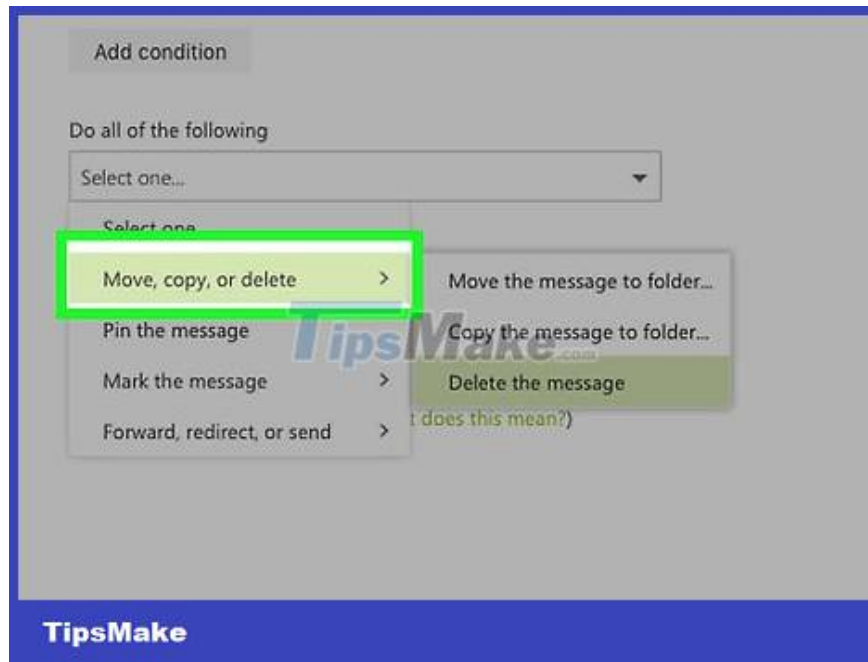 Add condition
Do all of the following
Select one...
Select one
Move, copy, or delete >
Move the message to folder...
Pin the message
Copy the message to folder...
TipsMake.com
Mark the message >
Delete the message
Forward, redirect, or send >
does this mean?)
TipsMake